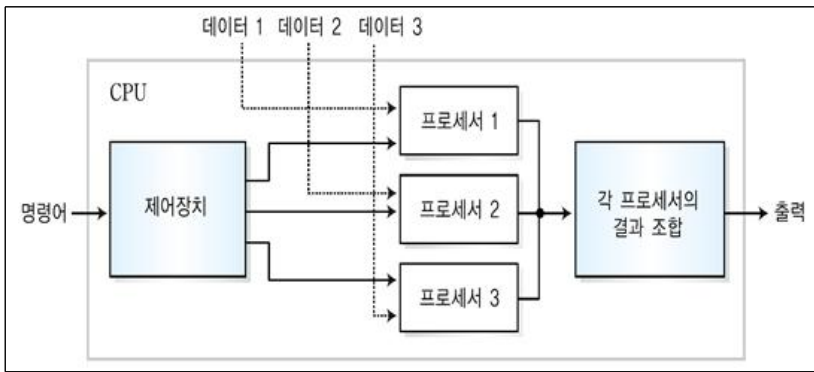 데이터 1 데이터 2 데이터 3
CPU
프로세서 1
명령어
제어장치
프로세서 2
각 프로세서의
결과 조합
출력
프로세서 3